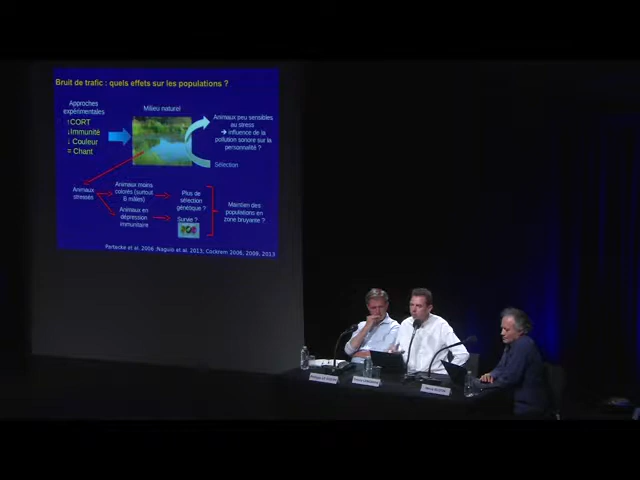 Bruit de trafic : quels effets sur les populations ?
Approches
expérimentales
↑CORT
↓Immunité
↓ Couleur
= Chant
Milieu naturel
Animaux peu sensibles
au stress
➔ influence de la
pollution sonore sur la
personnalité ?
Sélection
Animaux
stressés
Animaux moins
colorés (surtout
mâles)
Animaux en
dépression
immunitaire
Plus de
sélection
génétique ?
Survie ?
Maintien des
populations en
zone bruyante ?
Partecke et al. 2006 ;Naguib et al. 2013; Cockrem 2006, 2009, 2013